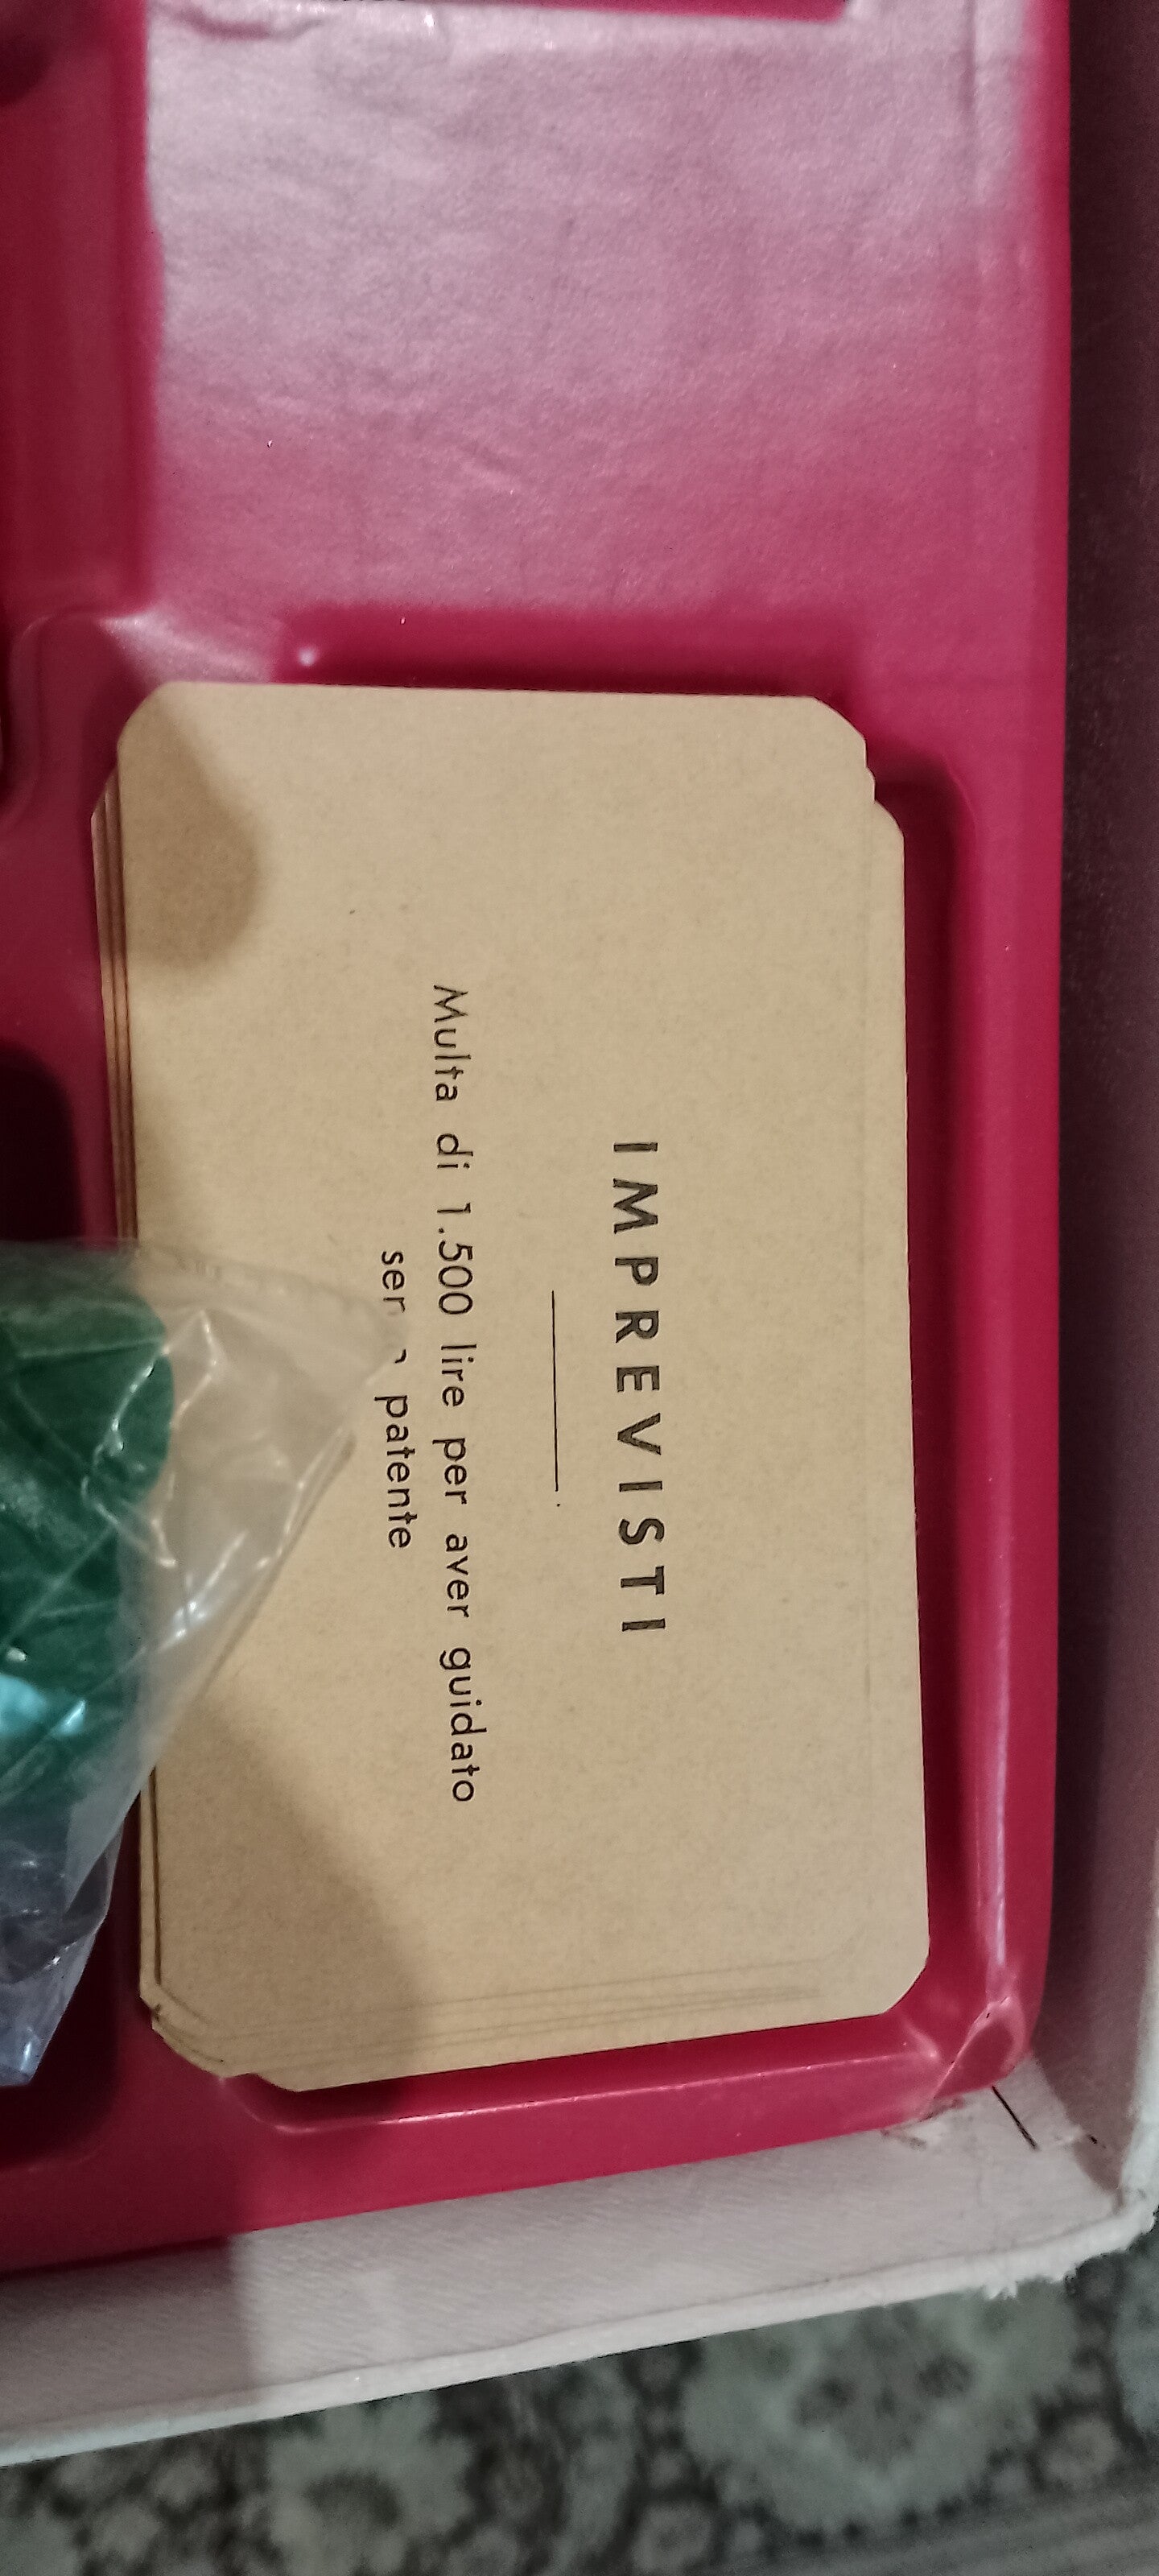 IMPREVISTI
Multa di 1.500 lire per aver guidato
patente